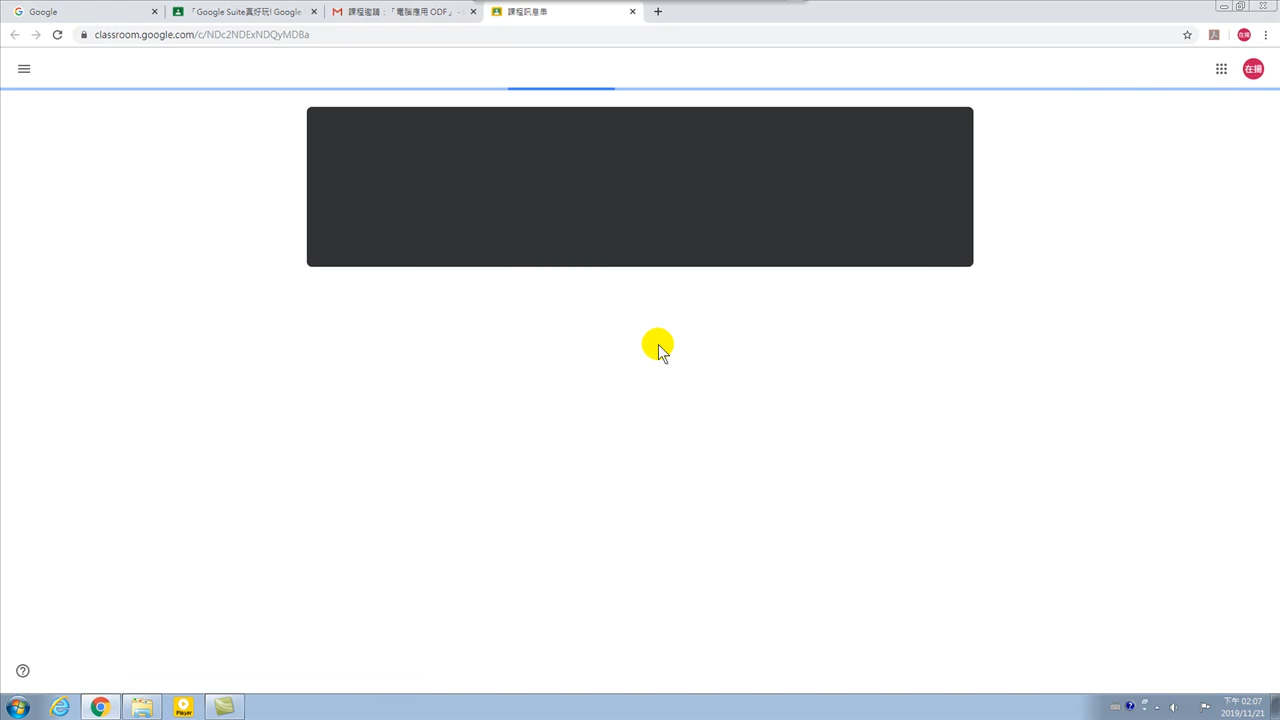 Google
「Google Suite真好玩! Google
課程邀請：「電腦應用 ODF」 -
課程訊息串
classroom.google.com/c/NDc2NDExNDQyMDBa
在揚
在揚
Player
下午 02:07
2019/11/21